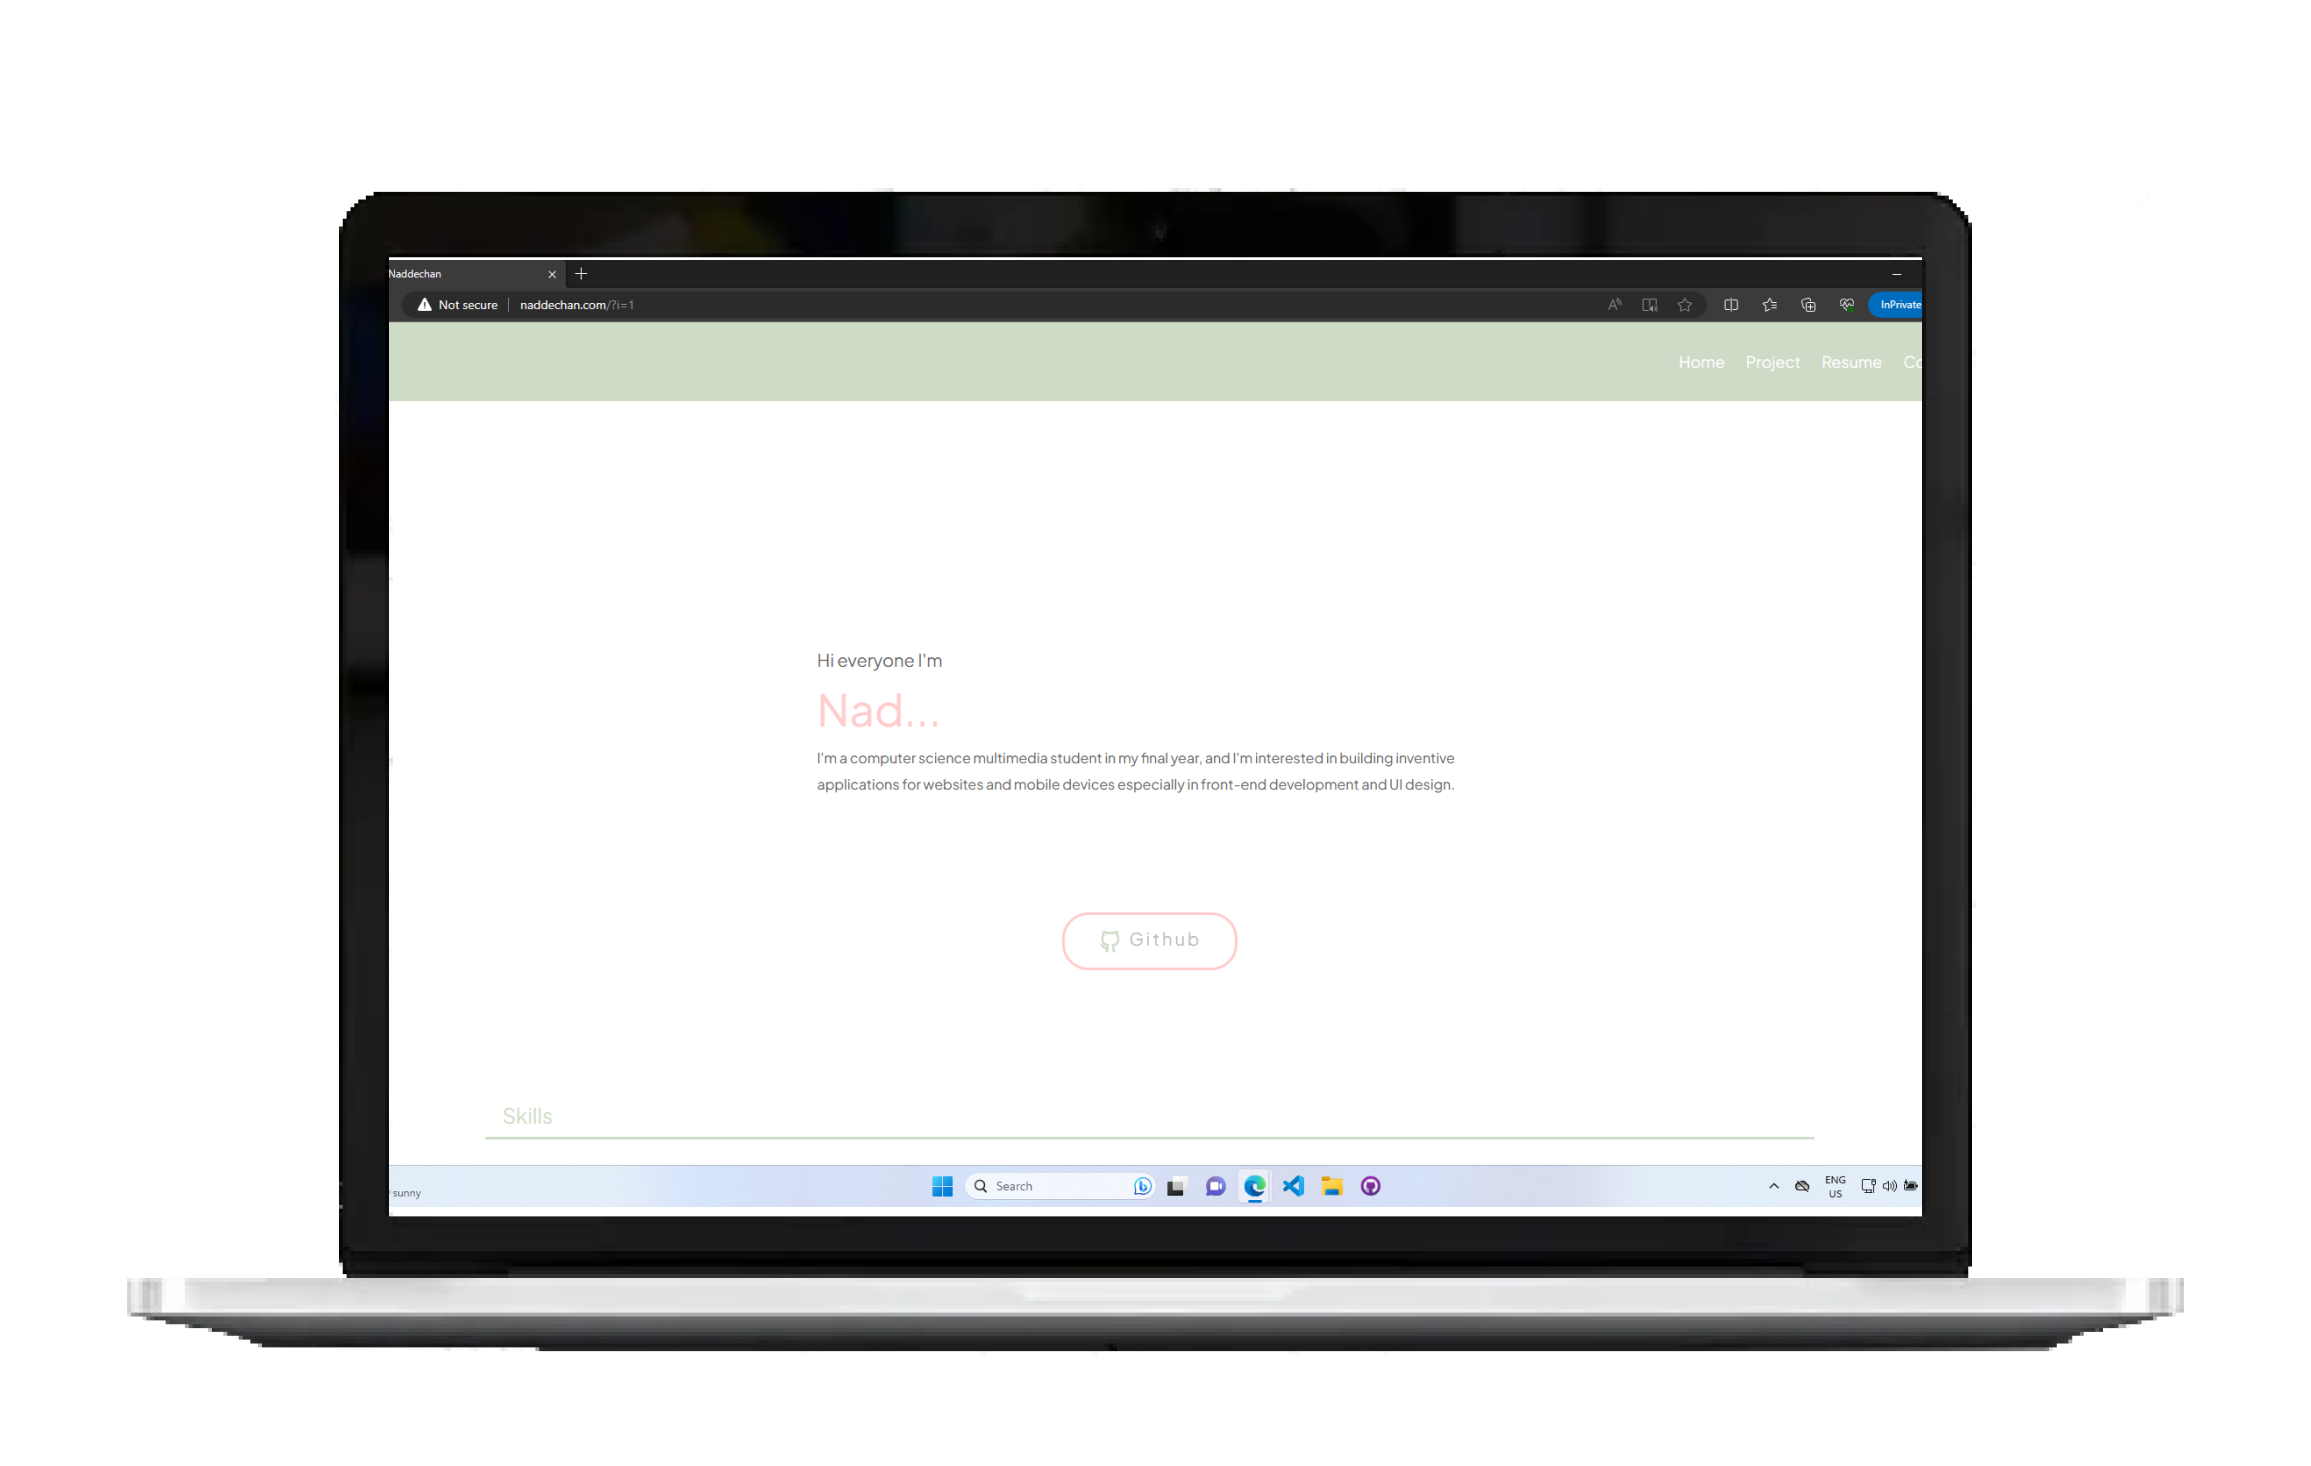 Naddechan
Not secure naddechan.com/?i=1
InPrivate
Home Project Resume
Hi everyone I'm
Nad...
I'm a computer science multimedia student in my final year, and I'm interested in building inventive
applications for websites and mobile devices especially in front-end development and UI design.
Github
Skills
sunny
Search
ENG
US